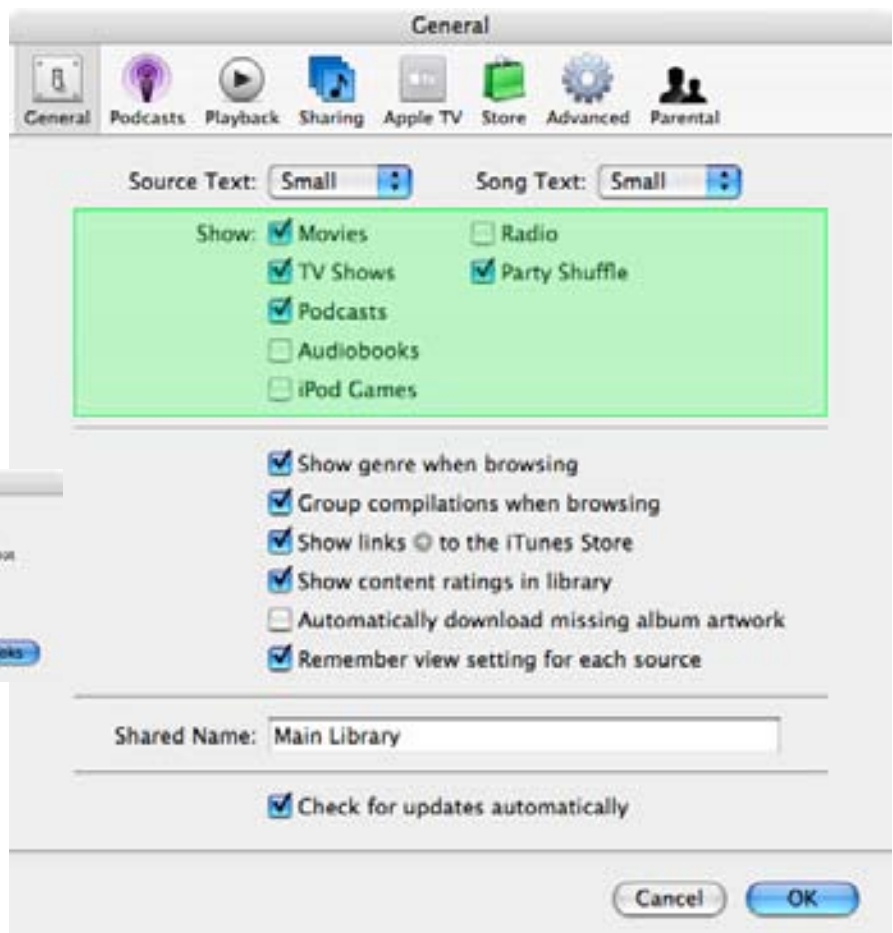 General
General Podcasts Playback Sharing Apple TV Store Advanced Parental
Source Text: Small Song Text: Small
Show: Movies Radio
TV Shows Party Shuffle
Podcasts
Audiobooks
iPod Games
Show genre when browsing
Group compilations when browsing
Show links to the iTunes Store
Show content ratings in library
Automatically download missing album artwork
Remember view setting for each source
Shared Name: Main Library
Check for updates automatically
Cancel OK